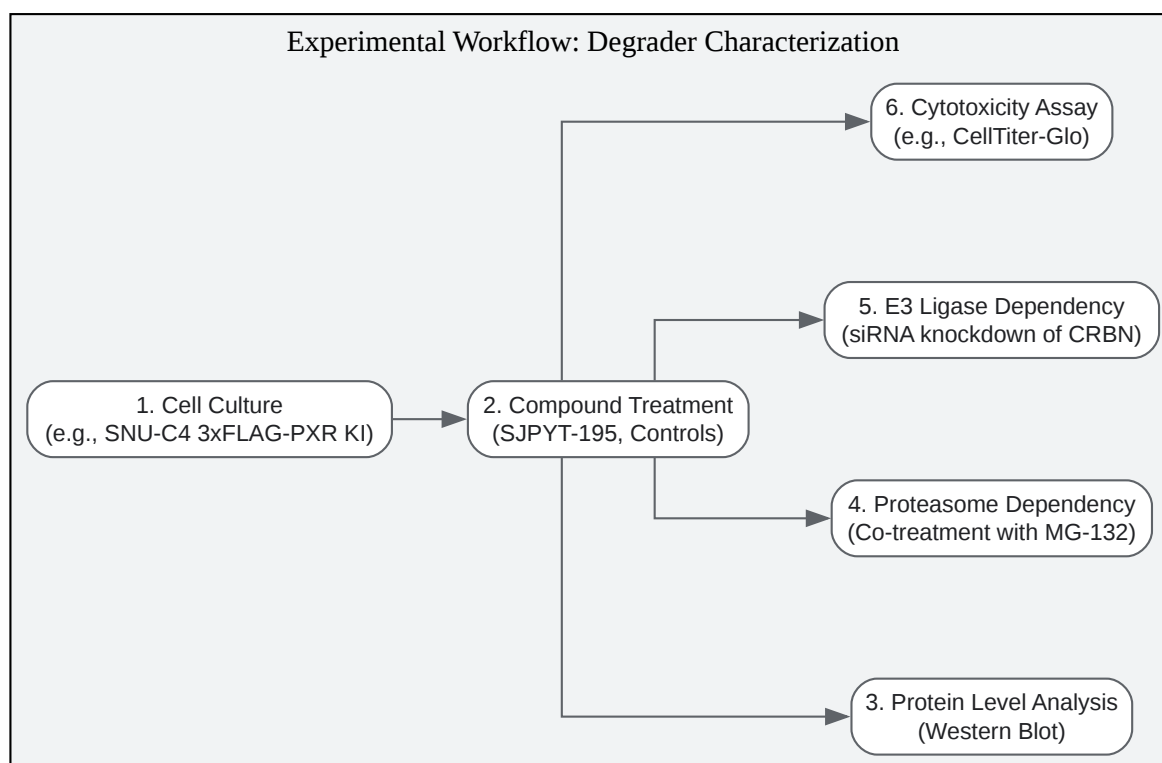 Experimental Workflow: Degrader Characterization
6. Cytotoxicity Assay
(e.g., CellTiter-Glo)
5. E3 Ligase Dependency
(siRNA knockdown of CRBN)
1. Cell Culture
(e.g., SNU-C4 3xFLAG-PXR KI)
2. Compound Treatment
(SJPYT-195, Controls)
4. Proteasome Dependency
(Co-treatment with MG-132)
3. Protein Level Analysis
(Western Blot)